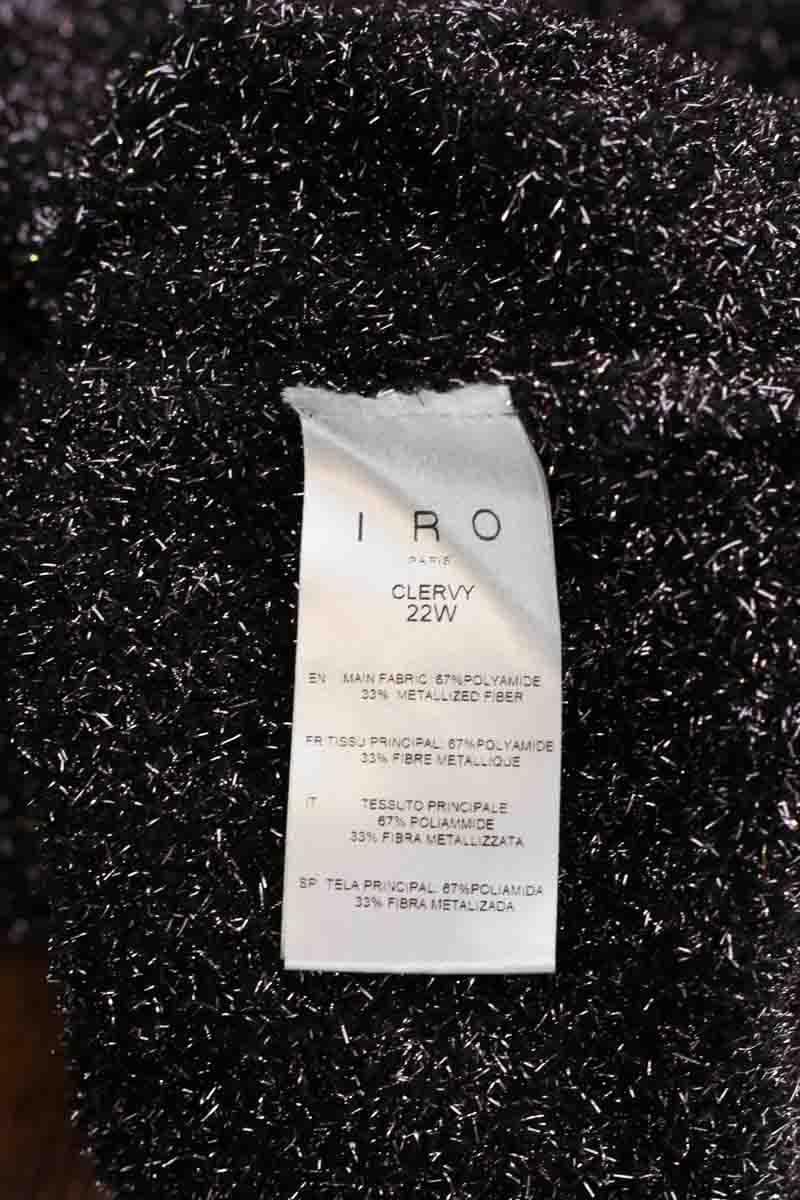 IRO
PARIS
CLERVY
22W
EN MAIN FABRIC: 67%POLYAMIDE
33% METALLIZED FIBER
FR TISSU PRINCIPAL: 67%POLYAMIDE
33% FIBRE METALLIQUE
IT TESSUTO PRINCIPALE
67% POLIAMMIDE
33% FIBRA METALLIZZATA
SP TELA PRINCIPAL: 67%POLIAMIDA
33% FIBRA METALIZADA